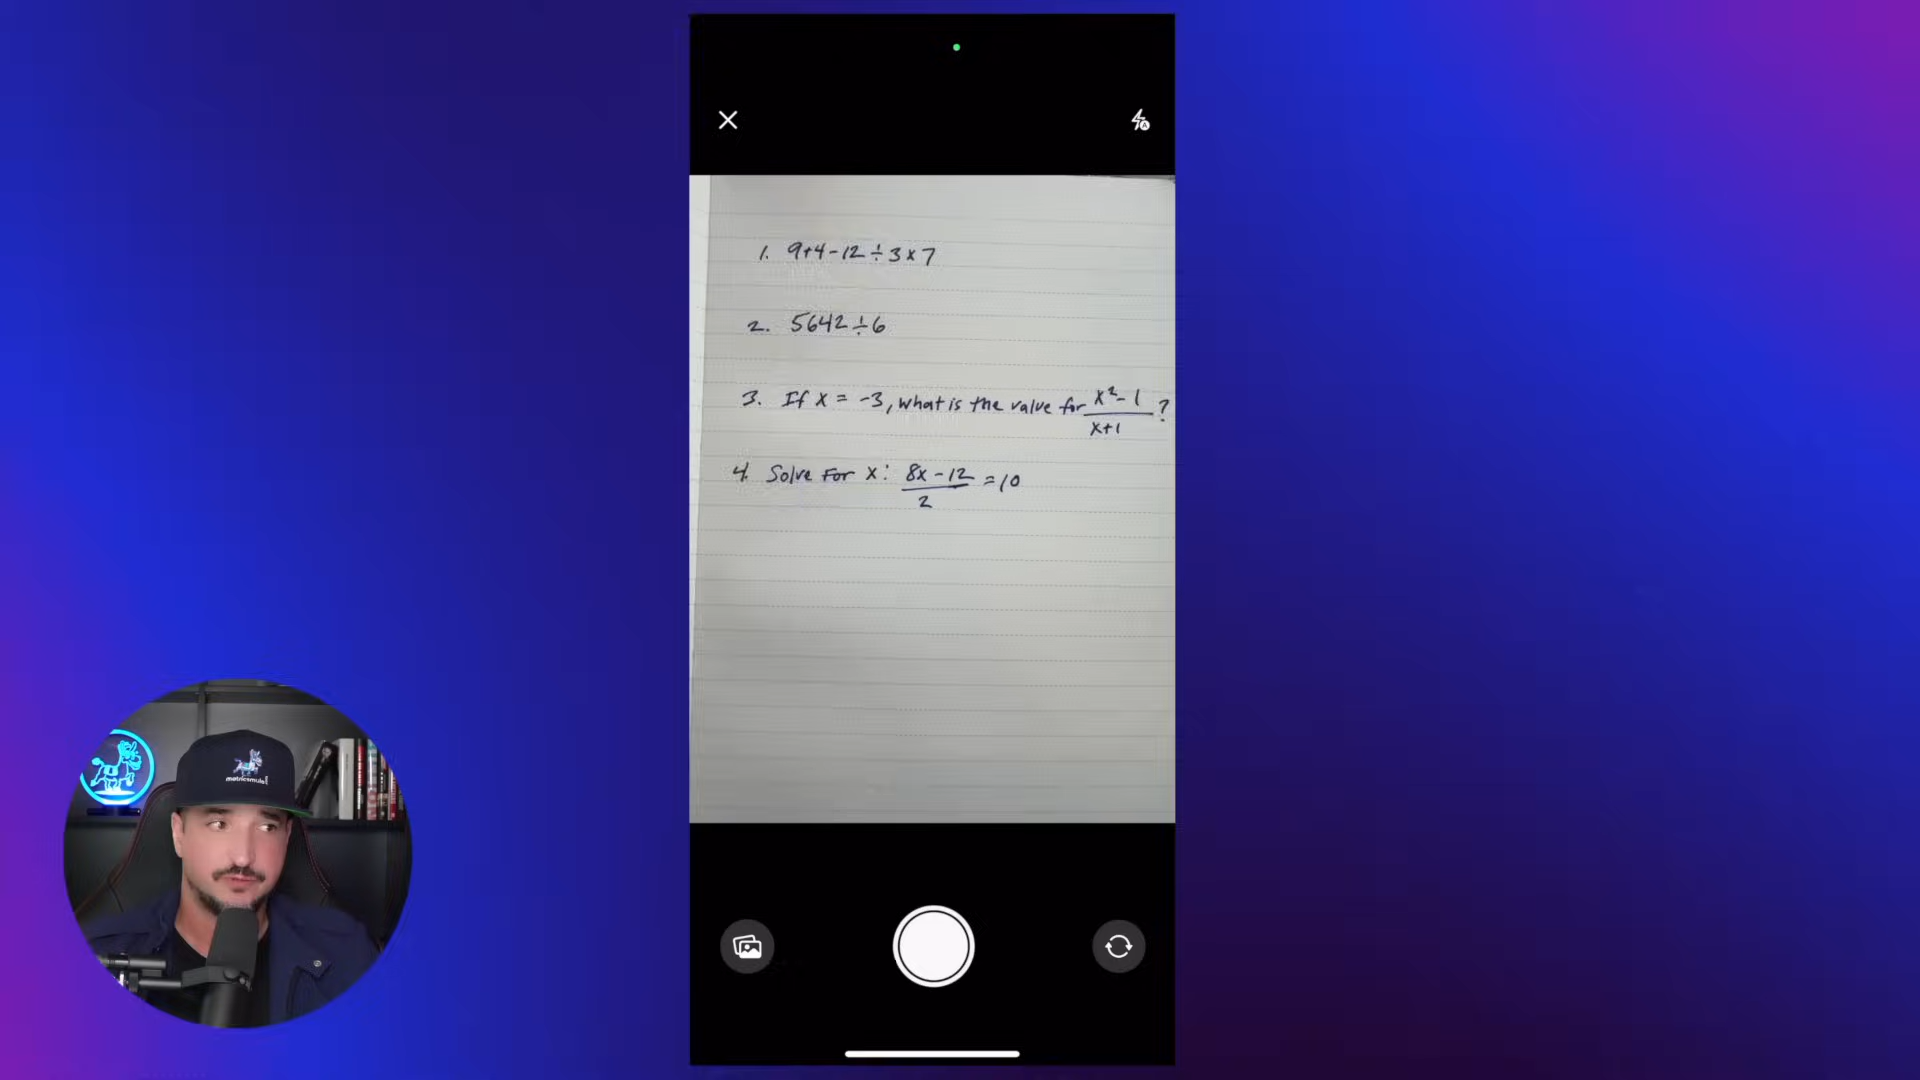 1. 9+4-12÷3x7
2. 5642÷6
3. If x = -3, what is the value for x²-1/x+1?
4. Solve For x: 8x-12/2 =10
metricsmule